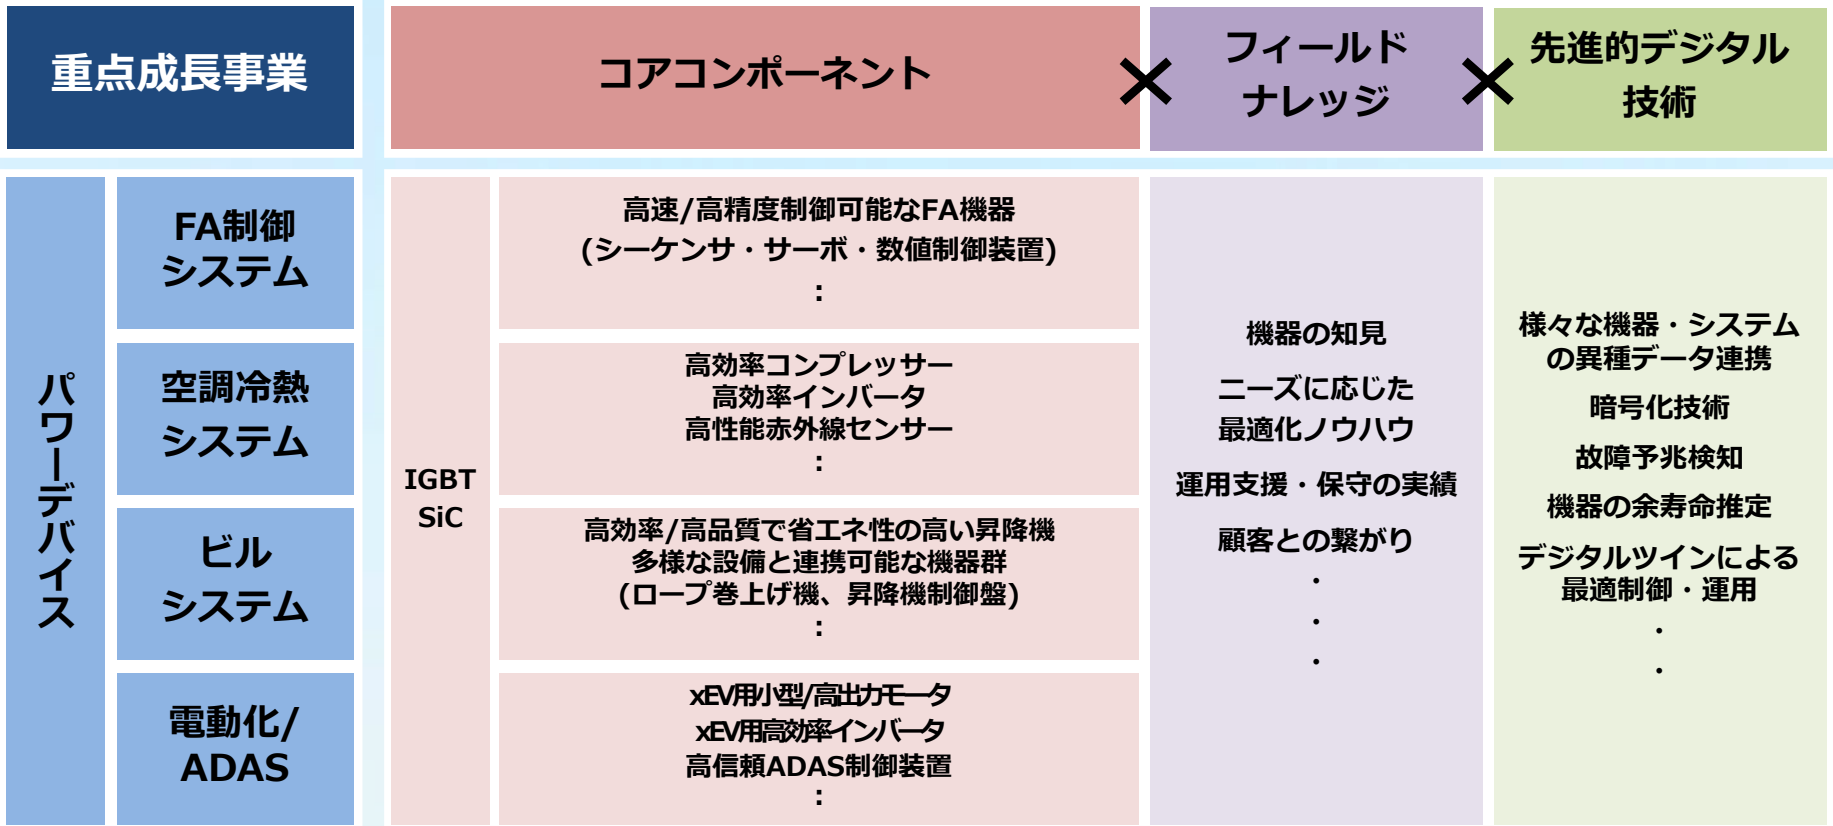 重点成長事業
コアコンポーネント
×
フィールド
ナレッジ
×
先進的デジタル
技術
パワーデバイス
FA制御
システム
空調冷熱
システム
ビル
システム
電動化/
ADAS
IGBT
SiC
高速/高精度制御可能なFA機器
(シーケンサ・サーボ・数値制御装置)
:
高効率コンプレッサー
高効率インバータ
高性能赤外線センサー
:
高効率/高品質で省エネ性の高い昇降機
多様な設備と連携可能な機器群
(ロープ巻上げ機、昇降機制御盤)
:
xEV用小型/高出力モータ
xEV用高効率インバータ
高信頼ADAS制御装置
:
機器の知見
ニーズに応じた
最適化ノウハウ
運用支援・保守の実績
顧客との繋がり
・
・
・
様々な機器・システム
の異種データ連携
暗号化技術
故障予兆検知
機器の余寿命推定
デジタルツインによる
最適制御・運用
・
・